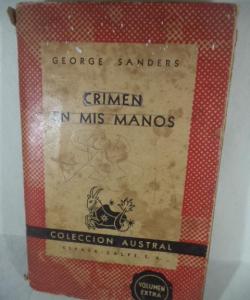 GEORGE SANDERS
CRIMEN
EN MIS MANOS
COLECCION AUSTRAL
ESPASA-CALPE, S.A.
VOLUMEN
EXTRA